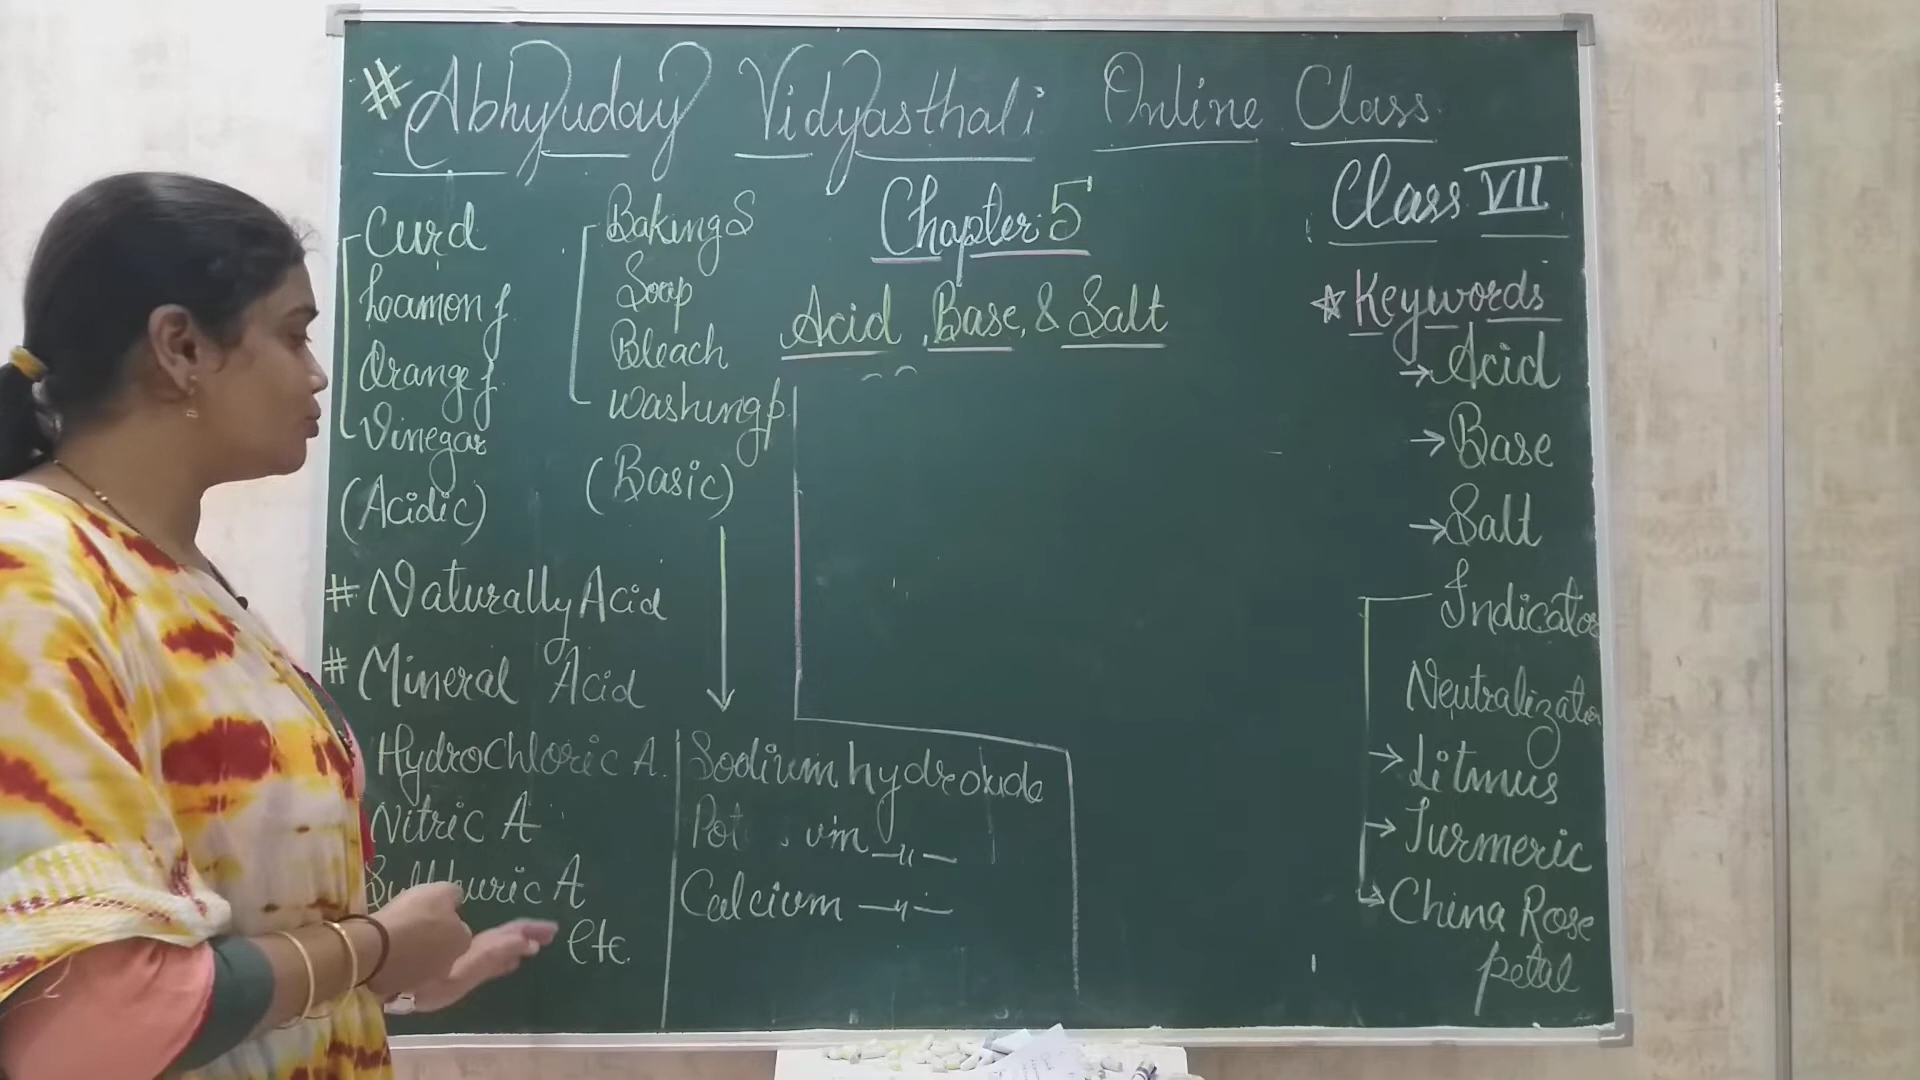 # Abhyuday Vidyasthali Online Class
Class VII
Chapter:5
Acid, Base, & Salt
Curd
Leamon j
Orange j
Vinegar
(Acidic)
Baking S
Soap
Bleach
Washing p
(Basic)
# Naturally Acid
# Mineral Acid
HydroChloric A.
Nitric A
Sulphuric A
etc.
Sodium hydroxide
Calcium —〃—
☆ Keywords
→ Acid
→ Base
→ Salt
Indicator
Neutralization
→ Litmus
→ Turmeric
→ China Rose
petal